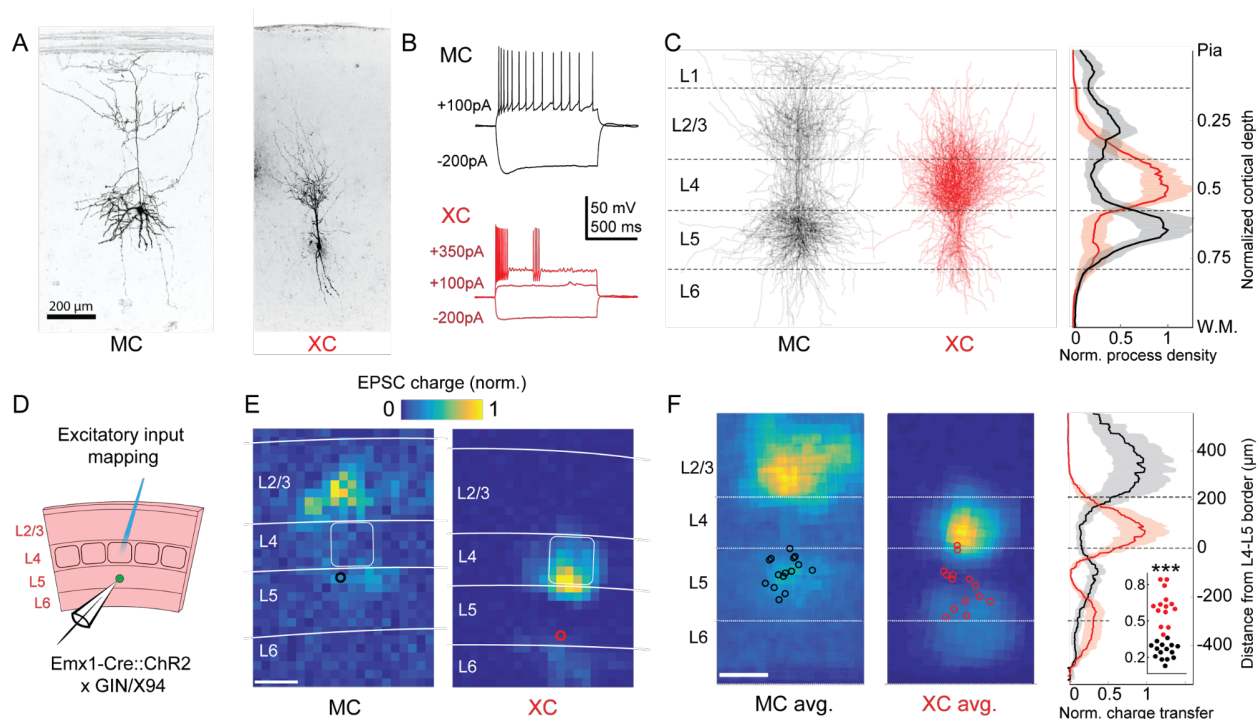 A
200 µm
MC
XC
B
MC
+100pA
-200pA
XC
+350pA
+100pA
-200pA
50 mV
500 ms
C
L1
L2/3
L4
L5
L6
MC
XC
Pia
0.25
0.5
0.75
W.M.
0 0.5 1
Norm. process density
Normalized cortical depth
D
Excitatory input
mapping
L2/3
L4
L5
L6
Emx1-Cre::ChR2
x GIN/X94
EPSC charge (norm.)
0 1
E
L2/3
L4
L5
L6
MC
L2/3
L4
L5
L6
XC
F
L2/3
L4
L5
L6
MC avg.
XC avg.
400
200
0
-200
-400
Distance from L4-L5 border (µm)
***
0.8
0.5
0.2
0 0.5 1
Norm. charge transfer